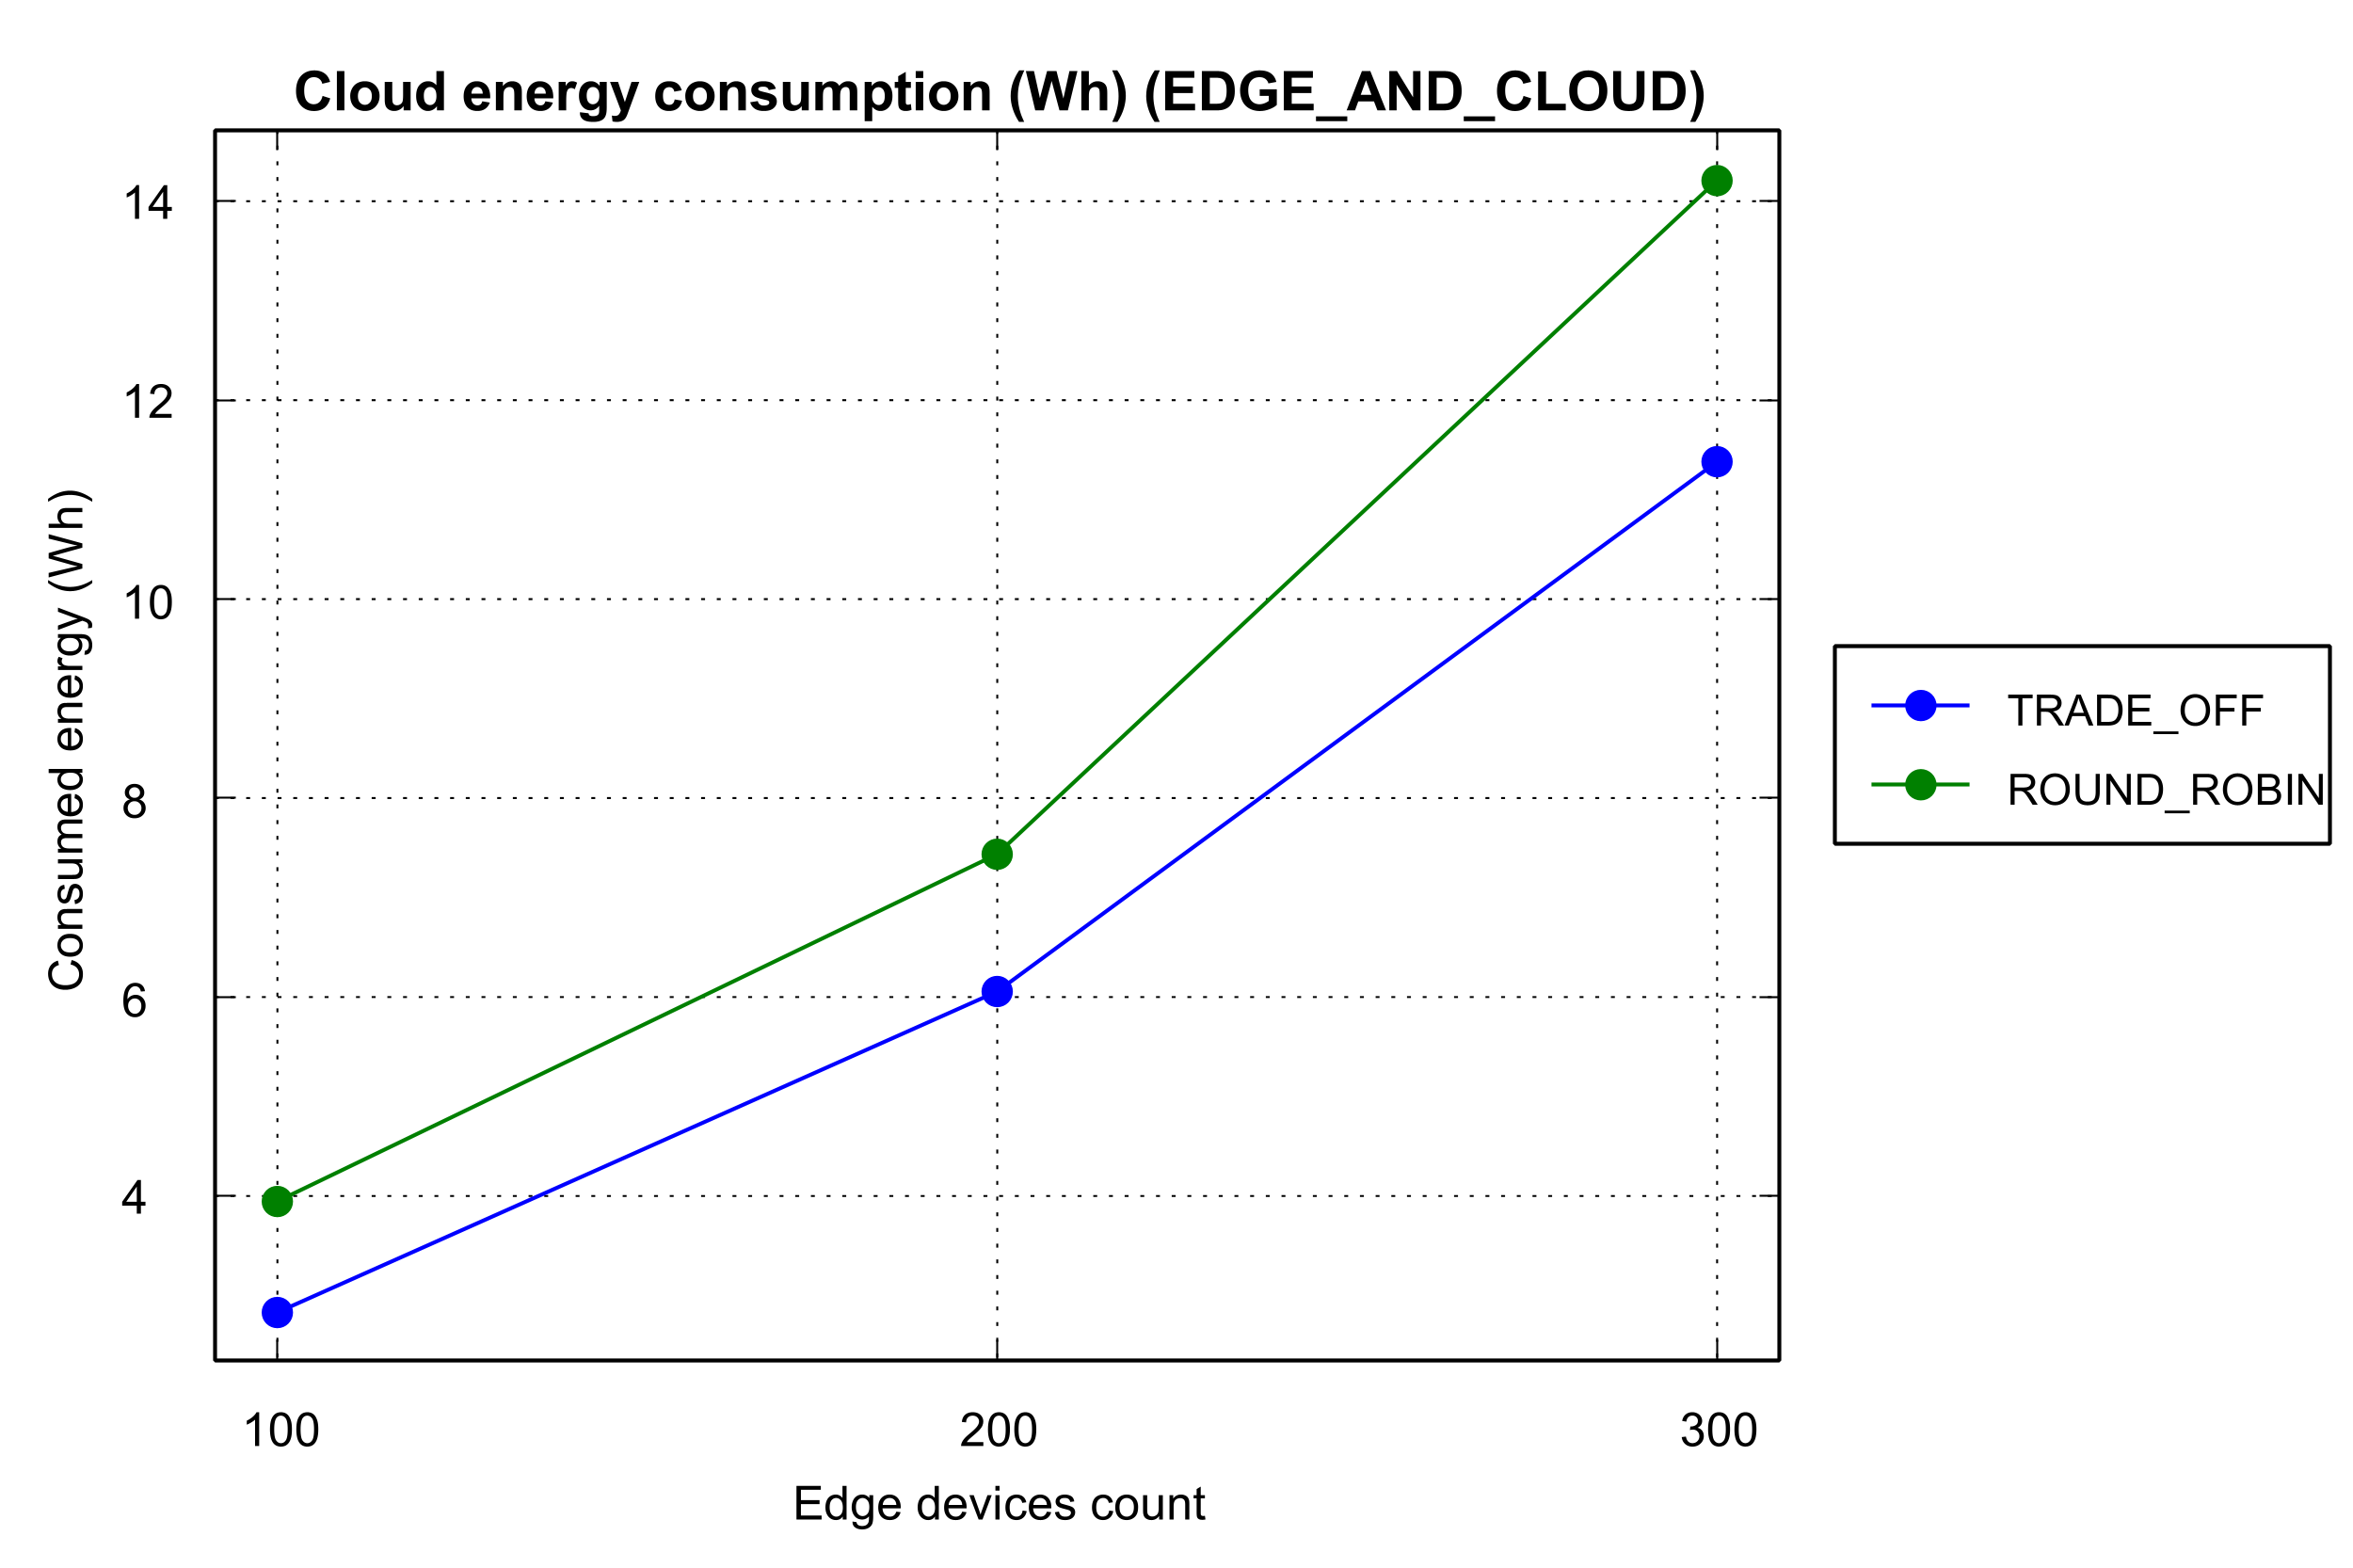 Cloud energy consumption (Wh) (EDGE_AND_CLOUD)
14
12
10
8
6
4
Consumed energy (Wh)
100 200 300
Edge devices count
TRADE_OFF
ROUND_ROBIN